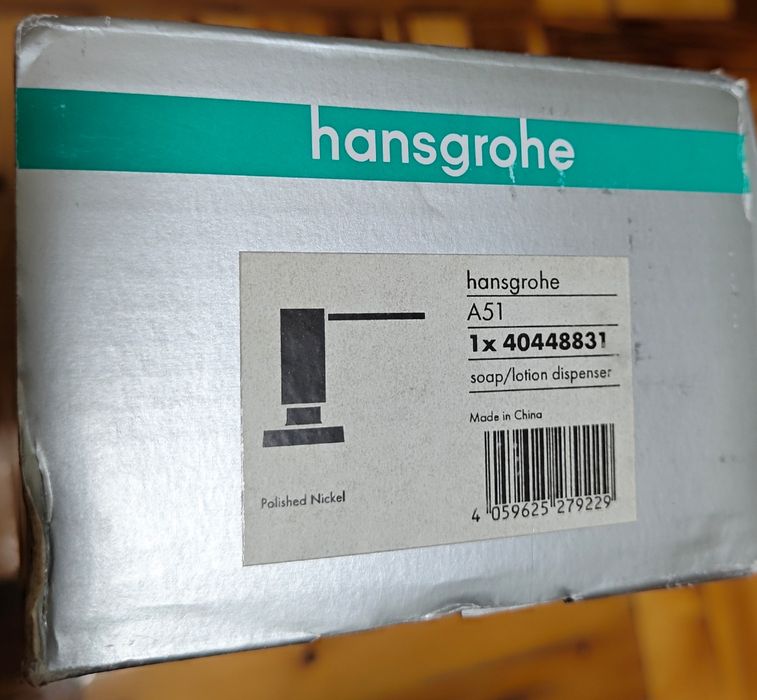 hansgrohe
hansgrohe
A51
1x 40448831
soap/lotion dispenser
Made in China
4 059625 279229
Polished Nickel